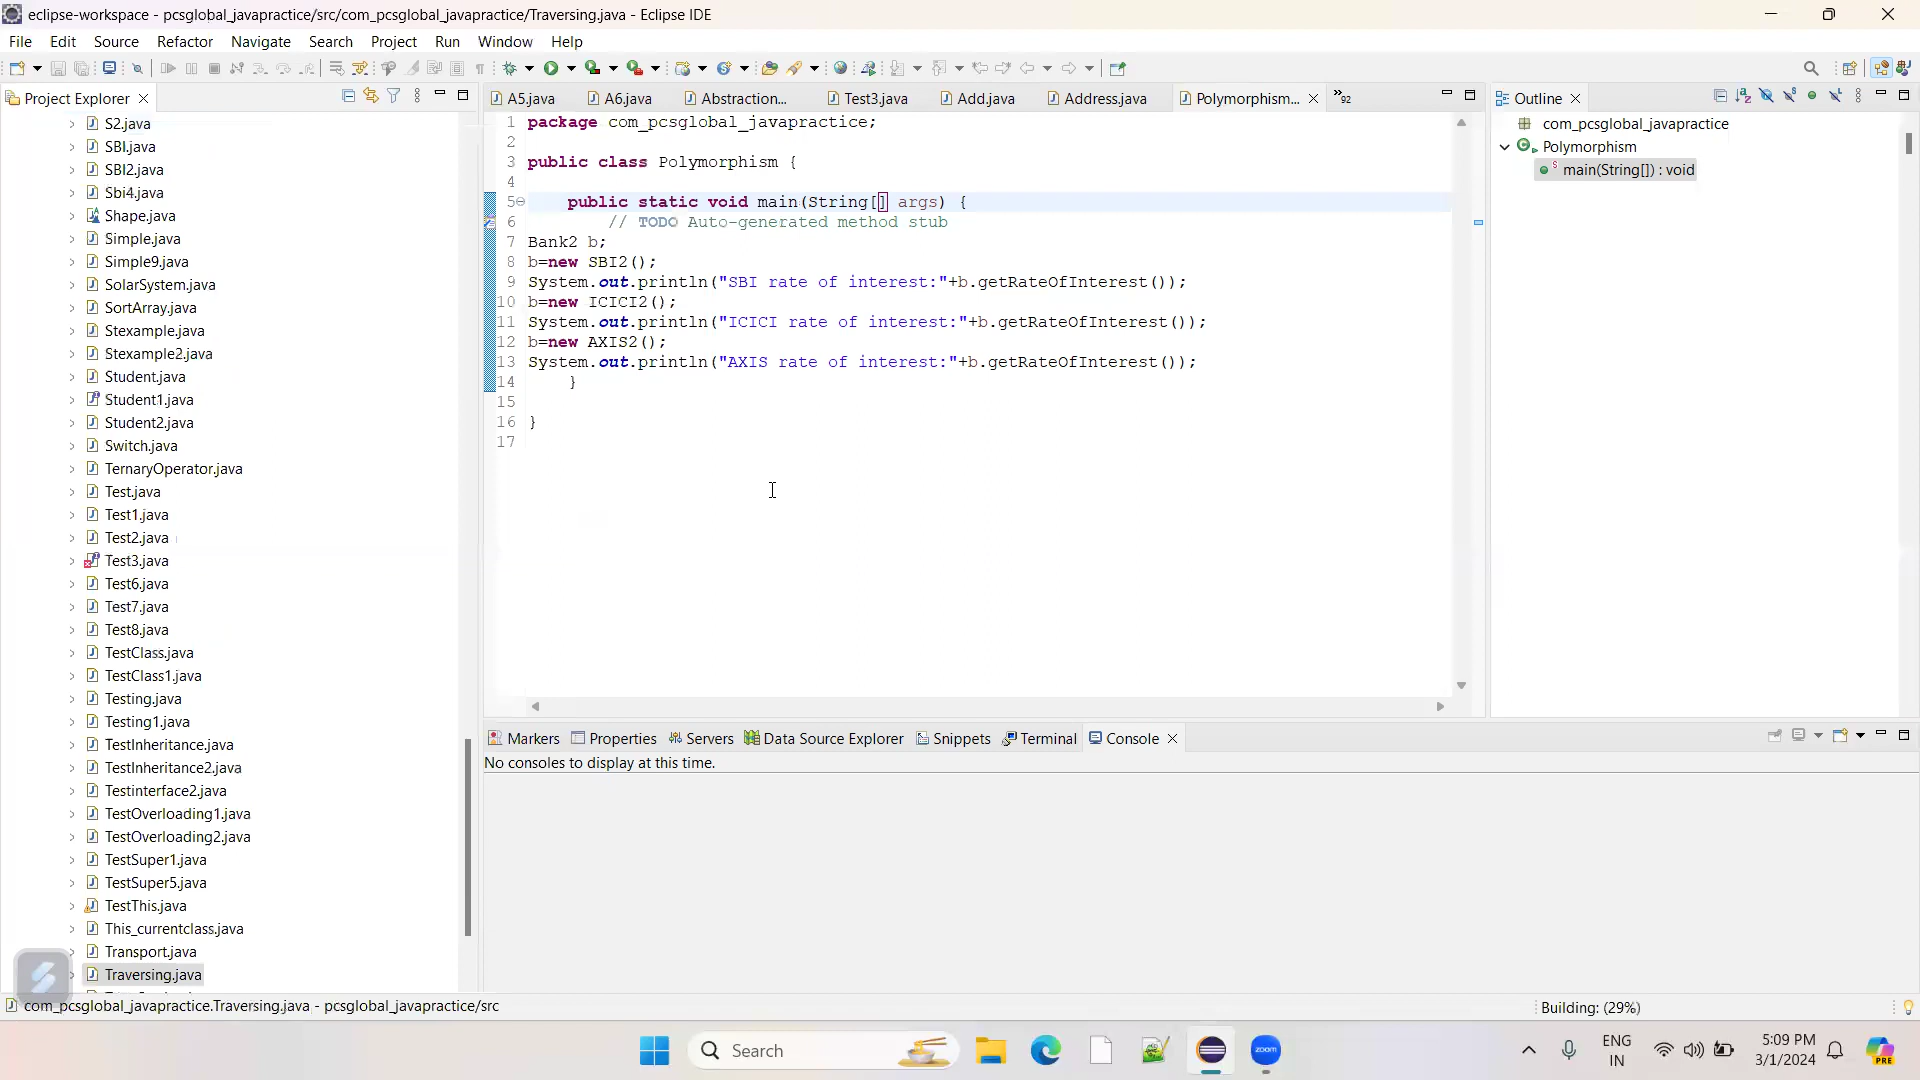 eclipse-workspace - pcsglobal_javapractice/src/com_pcsglobal_javapractice/Traversing.java - Eclipse IDE
File Edit Source Refactor Navigate Search Project Run Window Help
Project Explorer
S2.java
SBI.java
SBI2.java
Sbi4.java
Shape.java
Simple.java
Simple9.java
SolarSystem.java
SortArray.java
Stexample.java
Stexample2.java
Student.java
Student1.java
Student2.java
Switch.java
TernaryOperator.java
Test.java
Test1.java
Test2.java
Test3.java
Test6.java
Test7.java
Test8.java
TestClass.java
TestClass1.java
Testing.java
Testing1.java
TestInheritance.java
TestInheritance2.java
Testinterface2.java
TestOverloading1.java
TestOverloading2.java
TestSuper1.java
TestSuper5.java
TestThis.java
This_currentclass.java
Transport.java
Traversing.java
A5.java A6.java Abstraction... Test3.java Add.java Address.java Polymorphism... »92
1 package com_pcsglobal_javapractice;
2
3 public class Polymorphism {
4
5 public static void main(String[] args) {
6 // TODO Auto-generated method stub
7 Bank2 b;
8 b=new SBI2();
9 System.out.println("SBI rate of interest:"+b.getRateOfInterest());
10 b=new ICICI2();
11 System.out.println("ICICI rate of interest:"+b.getRateOfInterest());
12 b=new AXIS2();
13 System.out.println("AXIS rate of interest:"+b.getRateOfInterest());
14 }
15
16 }
17
Outline
com_pcsglobal_javapractice
Polymorphism
main(String[]) : void
Markers Properties Servers Data Source Explorer Snippets Terminal Console
No consoles to display at this time.
com_pcsglobal_javapractice.Traversing.java - pcsglobal_javapractice/src
Building: (29%)
Search
zoom
ENG
IN
5:09 PM
3/1/2024
PRE